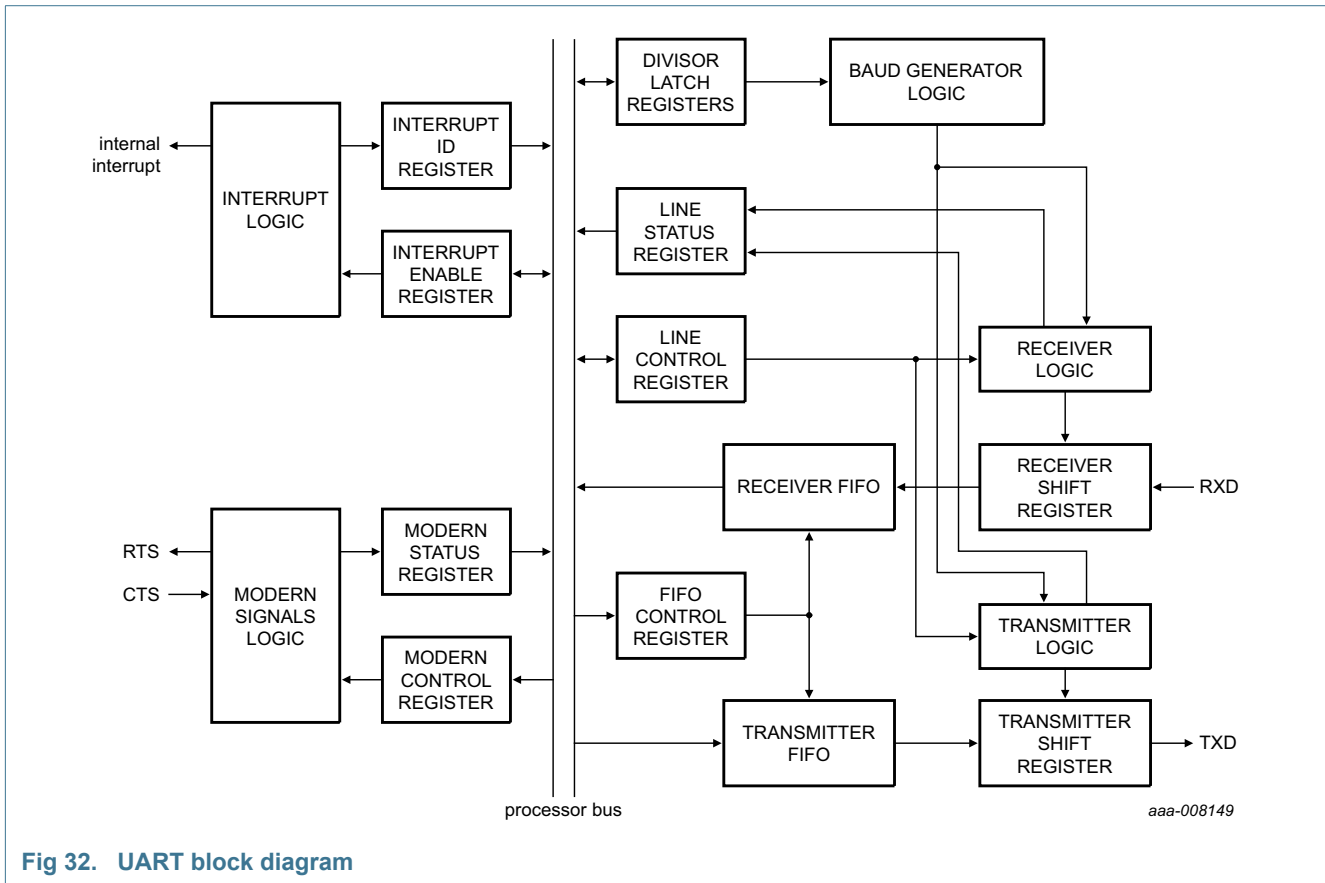 internal
interrupt
INTERRUPT
LOGIC
INTERRUPT
ID
REGISTER
INTERRUPT
ENABLE
REGISTER
RTS
CTS
MODERN
SIGNALS
LOGIC
MODERN
STATUS
REGISTER
MODERN
CONTROL
REGISTER
processor bus
DIVISOR
LATCH
REGISTERS
BAUD GENERATOR
LOGIC
LINE
STATUS
REGISTER
LINE
CONTROL
REGISTER
RECEIVER
LOGIC
RECEIVER FIFO
RECEIVER
SHIFT
REGISTER
RXD
FIFO
CONTROL
REGISTER
TRANSMITTER
LOGIC
TRANSMITTER
FIFO
TRANSMITTER
SHIFT
REGISTER
TXD
aaa-008149
Fig 32. UART block diagram